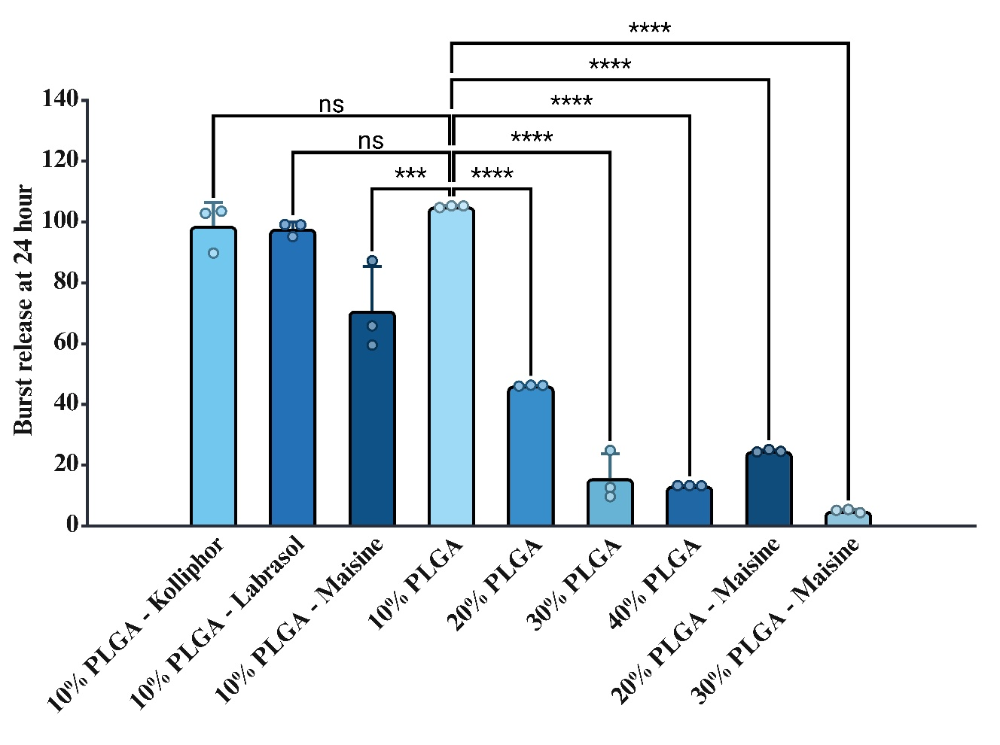 ****
****
140
ns
****
120
ns
****
***
****
100
80
60
40
20
0
Burst release at 24 hour
10% PLGA - Kolliphor
10% PLGA - Labrasol
10% PLGA - Maisine
10% PLGA
20% PLGA
30% PLGA
40% PLGA
20% PLGA - Maisine
30% PLGA - Maisine